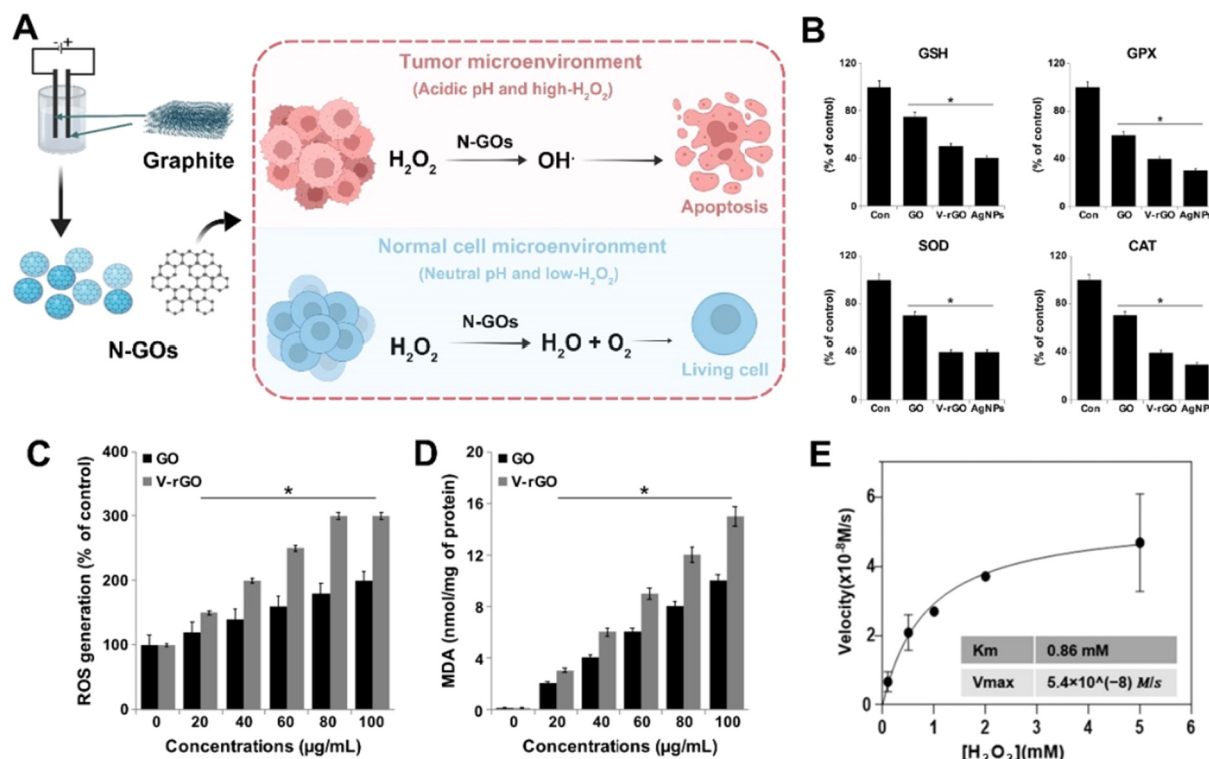 A
- +
Graphite
N-GOs
Tumor microenvironment
(Acidic pH and high-H₂O₂)
H₂O₂
N-GOs
OH·
Apoptosis
Normal cell microenvironment
(Neutral pH and low-H₂O₂)
H₂O₂
N-GOs
H₂O + O₂
Living cell
B
GSH
(% of control)
120
80
40
0
*
Con GO V-rGO AgNPs
GPX
(% of control)
120
80
40
0
*
Con GO V-rGO AgNPs
SOD
(% of control)
120
80
40
0
*
Con GO V-rGO AgNPs
CAT
(% of control)
120
80
40
0
*
Con GO V-rGO AgNPs
C
GO
V-rGO
ROS generation (% of control)
400
300
200
100
0
*
0 20 40 60 80 100
Concentrations (µg/mL)
D
GO
V-rGO
MDA (nmol/mg of protein)
20
16
12
8
4
0
*
0 20 40 60 80 100
Concentrations (µg/mL)
E
Velocity(x10⁻⁸M/s)
6
4
2
0
Km 0.86 mM
Vmax 5.4×10^(−8) M/s
0 1 2 3 4 5 6
[H₂O₂](mM)